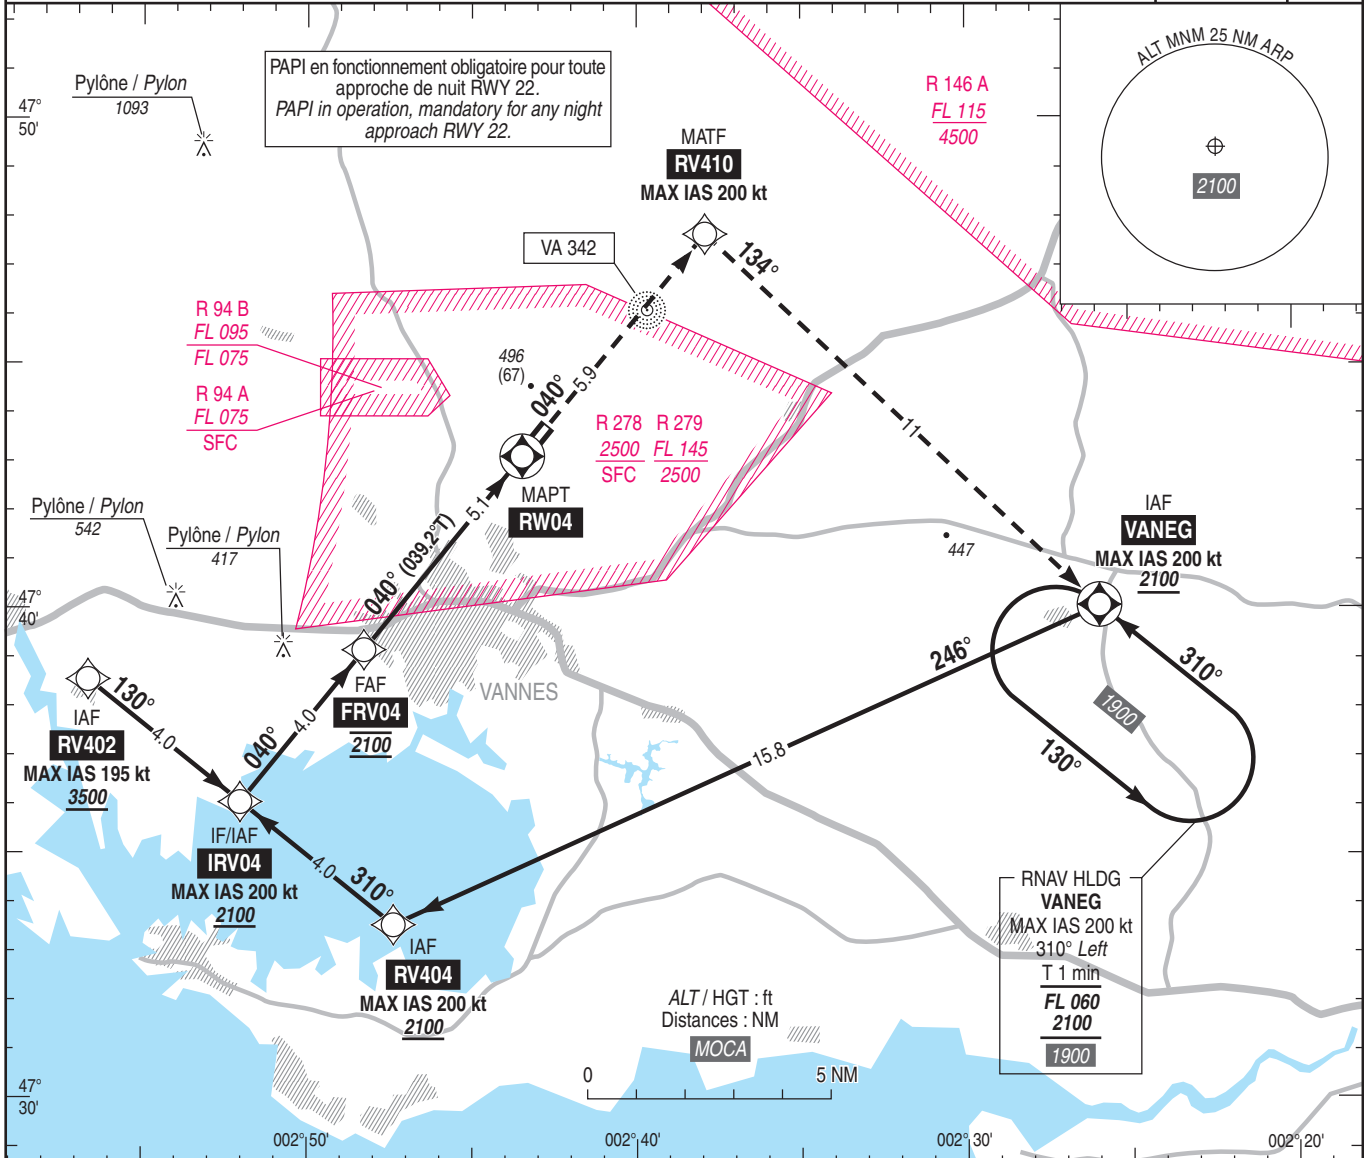 PAPI en fonctionnement obligatoire pour toute
approche de nuit RWY 22.
PAPI in operation, mandatory for any night
approach RWY 22.
ALT MNM 25 NM ARP
2100
Pylône / Pylon
1093
47°
50'
R 146 A
FL 115
4500
MATF
RV410
MAX IAS 200 kt
VA 342
134°
R 94 B
FL 095
FL 075
R 94 A
FL 075
SFC
496
(67)
5.9
040°
R 278
2500
SFC
R 279
FL 145
2500
11
MAPT
RW04
5.1
040° (039.2°T)
Pylône / Pylon
542
Pylône / Pylon
417
447
IAF
VANEG
MAX IAS 200 kt
2100
47°
40'
246°
310°
1900
130°
15.8
VANNES
FAF
FRV04
2100
130°
4.0
IAF
RV402
MAX IAS 195 kt
3500
040°
4.0
IF/IAF
IRV04
MAX IAS 200 kt
2100
4.0
310°
IAF
RV404
MAX IAS 200 kt
2100
RNAV HLDG
VANEG
MAX IAS 200 kt
310° Left
T 1 min
FL 060
2100
1900
ALT / HGT : ft
Distances : NM
MOCA
0
5 NM
47°
30'
002° 50'
002° 40'
002° 30'
002° 20'